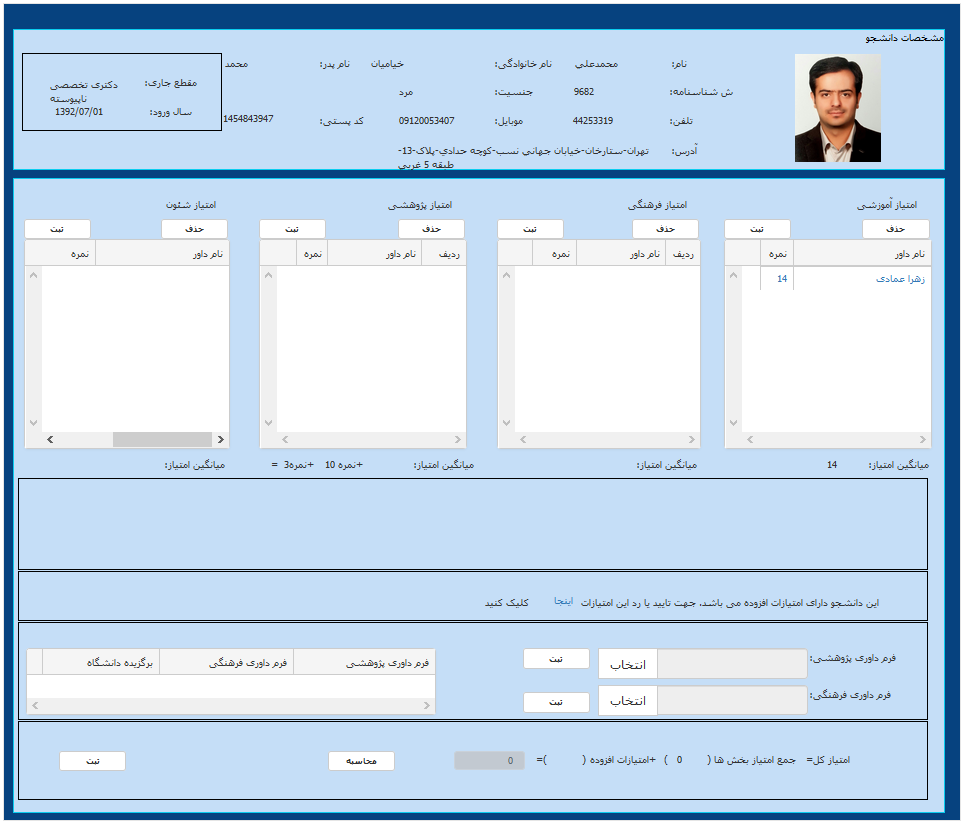 مشخصات دانشجو
نام: محمدعلي نام خانوادگی: خیامیان نام پدر: محمد
ش شناسنامه: 9682 جنسیت: مرد
تلفن: 44253319 موبایل: 09120053407 کد پستی: 1454843947
آدرس: تهران-ستارخان-خیابان جهاني نسب-کوچه حدادي-پلاک-13-
طبقه 5 غربي
مقطع جاری: دکتری تخصصی
ناپیوسته
سال ورود: 1392/07/01
امتیاز آموزشی
حذف ثبت
نام داور نمره
زهرا عمادی 14
میانگین امتیاز: 14
امتیاز فرهنگی
حذف ثبت
ردیف نام داور نمره
میانگین امتیاز:
امتیاز پژوهشی
حذف ثبت
ردیف نام داور نمره
میانگین امتیاز: +نمره 10 +نمره3 =
امتیاز شئون
حذف ثبت
نام داور نمره
میانگین امتیاز:
این دانشجو دارای امتیازات افزوده می باشد، جهت تایید یا رد این امتیازات اینجا کلیک کنید
فرم داوری پژوهشی: انتخاب ثبت
فرم داوری فرهنگی: انتخاب ثبت
فرم داوری پژوهشی فرم داوری فرهنگی برگزیده دانشگاه
امتیاز کل= جمع امتیاز بخش ها ( 0 ) +امتیازات افزوده ( )= 0 محاسبه ثبت